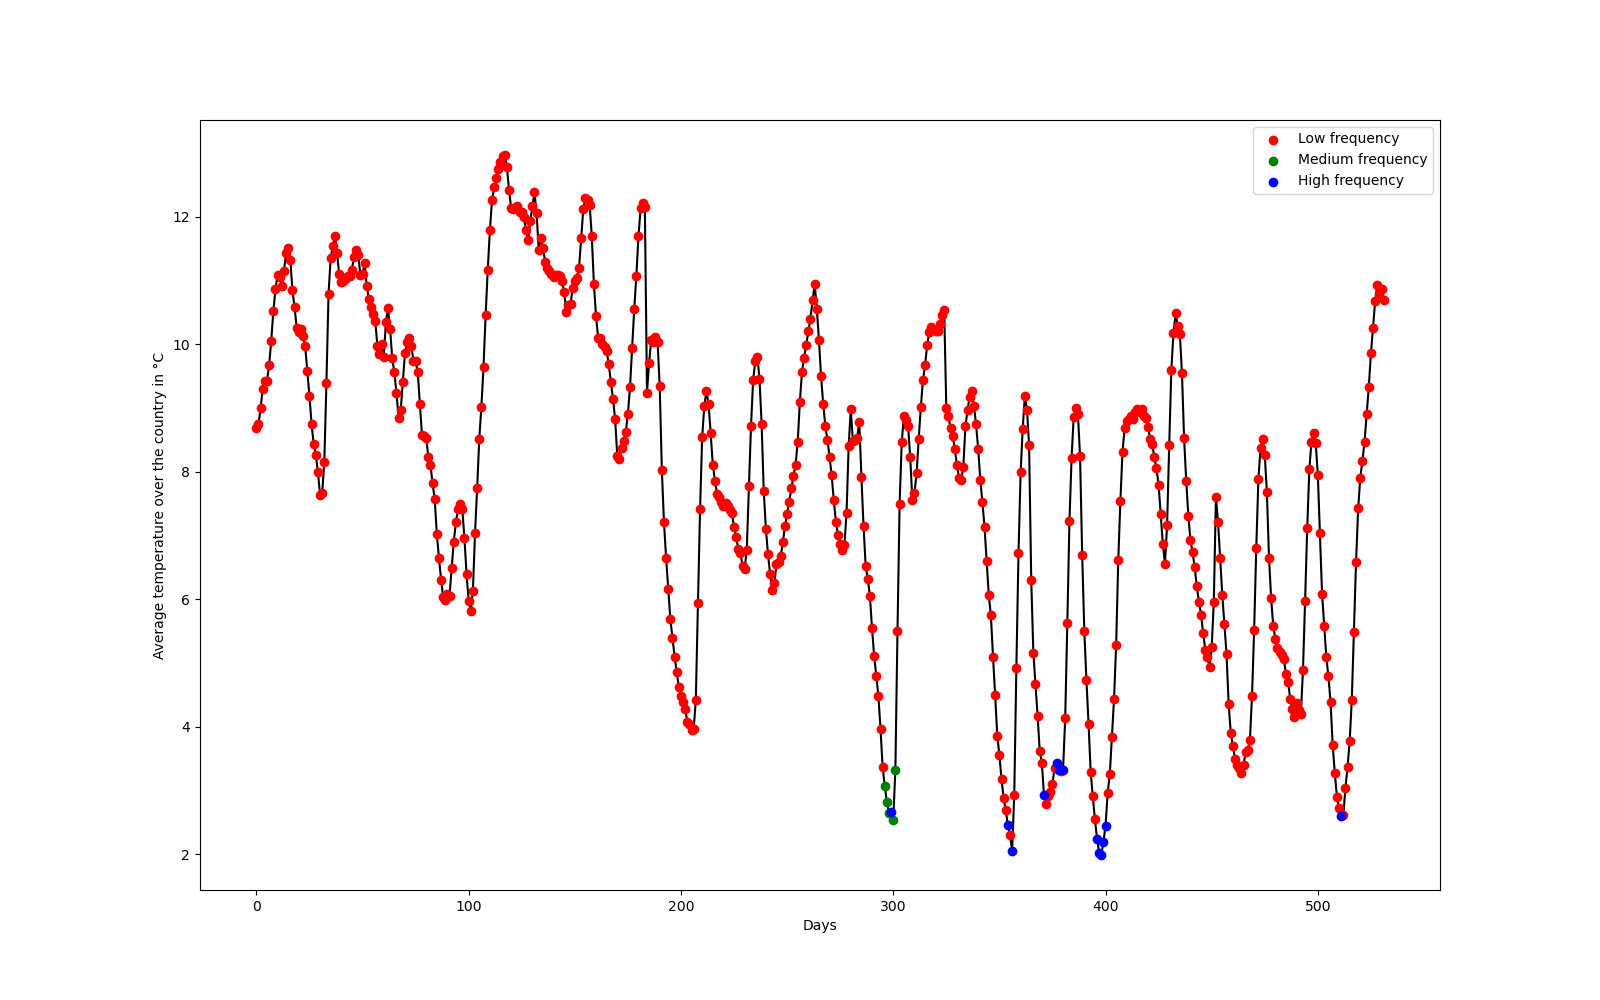 Low frequency
Medium frequency
High frequency
12
10
8
6
4
2
Average temperature over the country in °C
0 100 200 300 400 500
Days